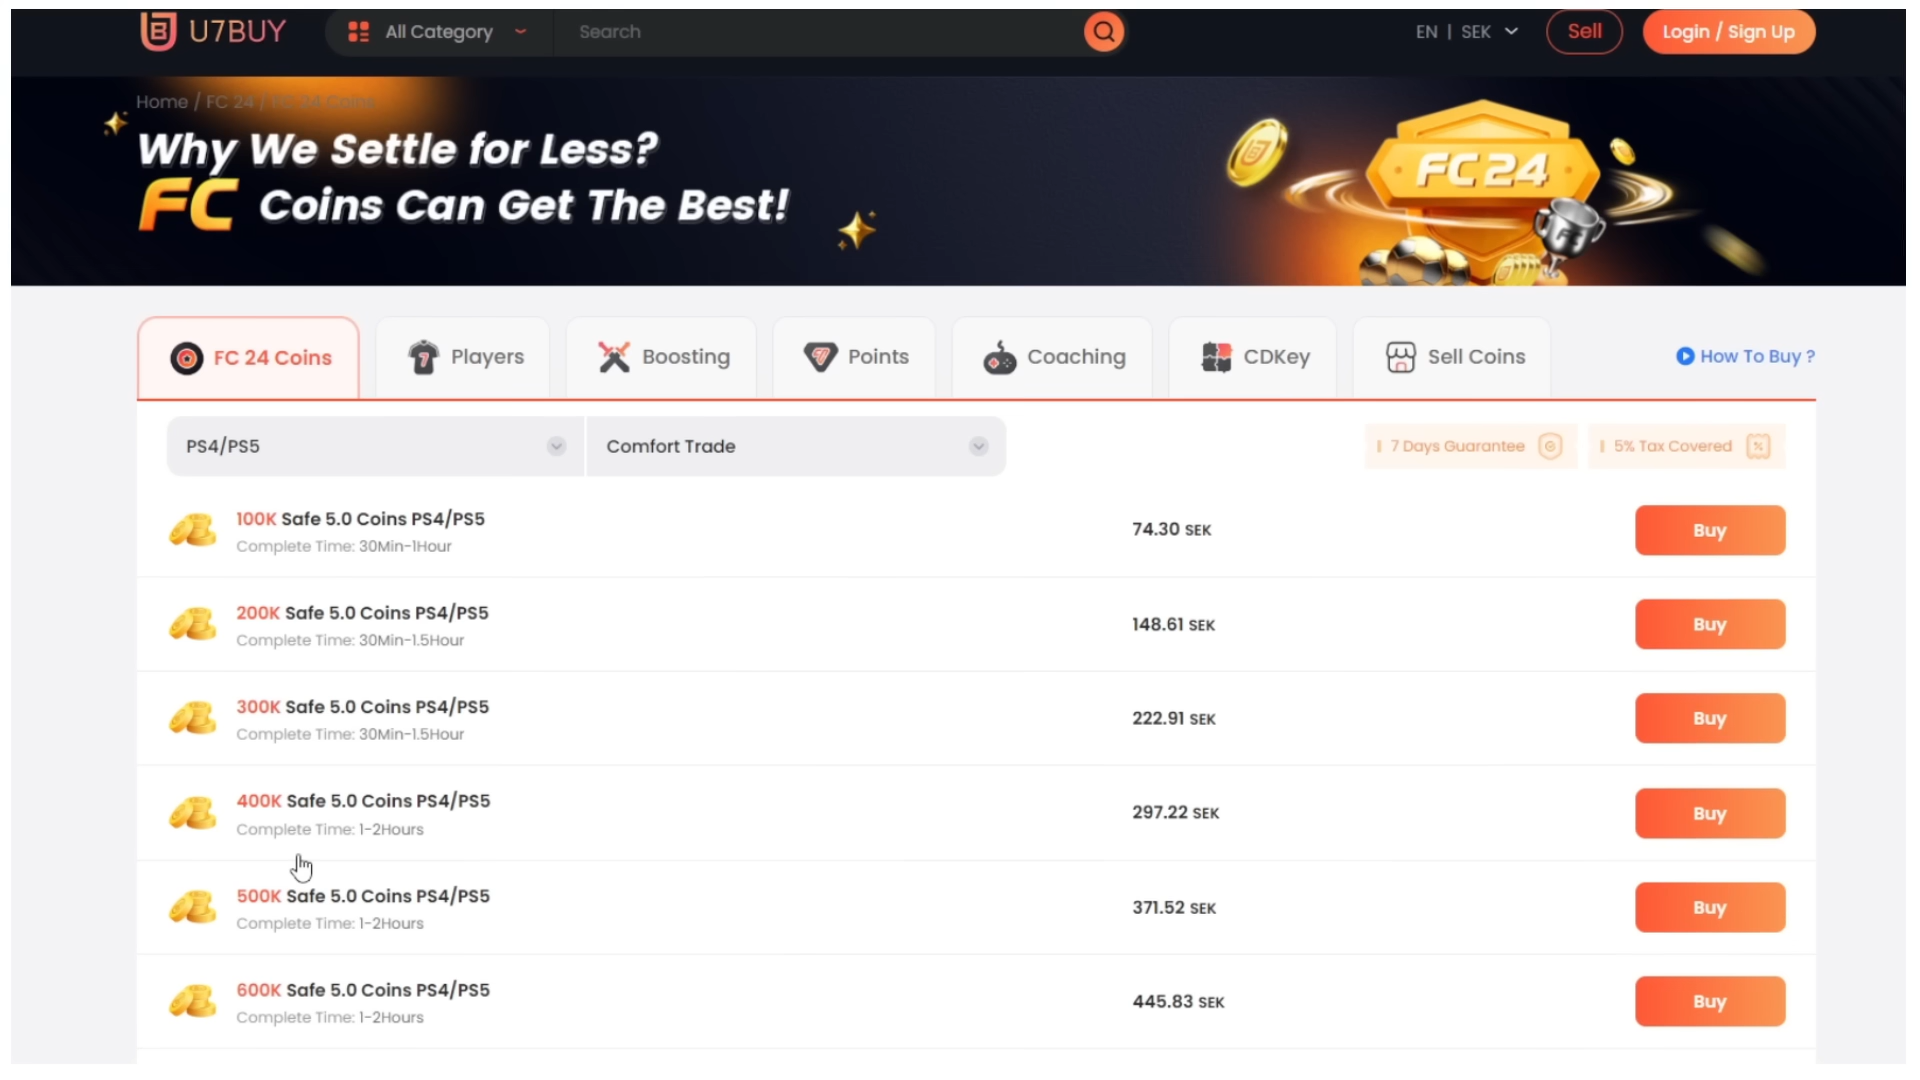 U7BUY All Category Search EN | SEK Sell Login / Sign Up
Home / FC 24 / FC 24 Coins
Why We Settle for Less?
FC Coins Can Get The Best!
FC 24
FC 24 Coins Players Boosting Points Coaching CDKey Sell Coins How To Buy ?
PS4/PS5 Comfort Trade 7 Days Guarantee 5% Tax Covered
100K Safe 5.0 Coins PS4/PS5
Complete Time: 30Min-1Hour
74.30 SEK
Buy
200K Safe 5.0 Coins PS4/PS5
Complete Time: 30Min-1.5Hour
148.61 SEK
Buy
300K Safe 5.0 Coins PS4/PS5
Complete Time: 30Min-1.5Hour
222.91 SEK
Buy
400K Safe 5.0 Coins PS4/PS5
Complete Time: 1-2Hours
297.22 SEK
Buy
500K Safe 5.0 Coins PS4/PS5
Complete Time: 1-2Hours
371.52 SEK
Buy
600K Safe 5.0 Coins PS4/PS5
Complete Time: 1-2Hours
445.83 SEK
Buy